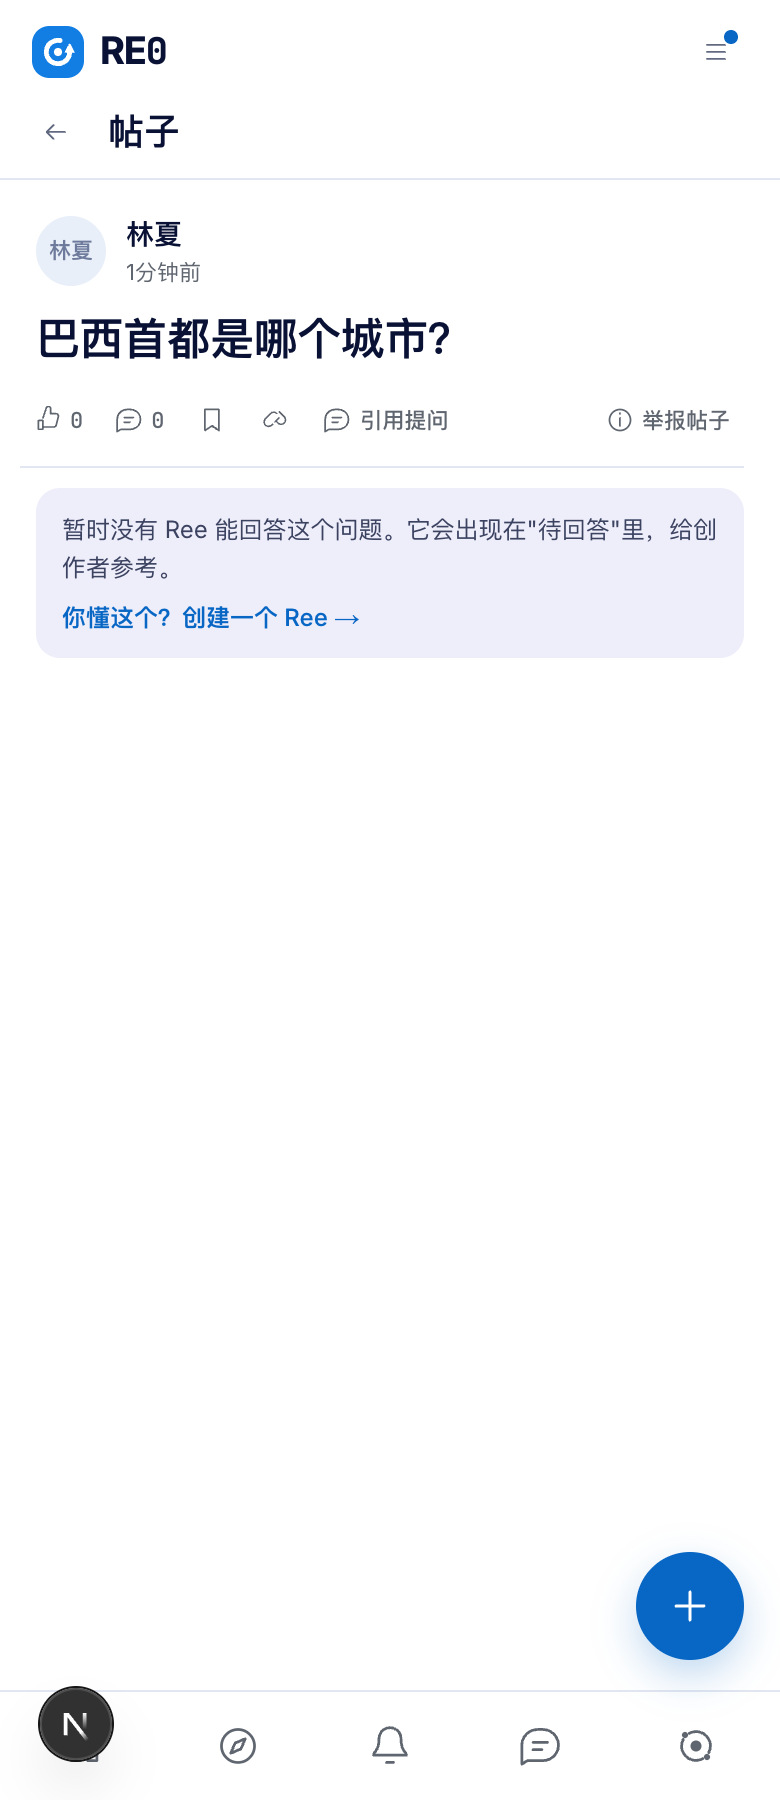 RE0
帖子
林夏
林夏
1分钟前
巴西首都是哪个城市?
0
0
引用提问
举报帖子
暂时没有 Ree 能回答这个问题。它会出现在"待回答"里，给创
作者参考。
你懂这个？创建一个 Ree →
N